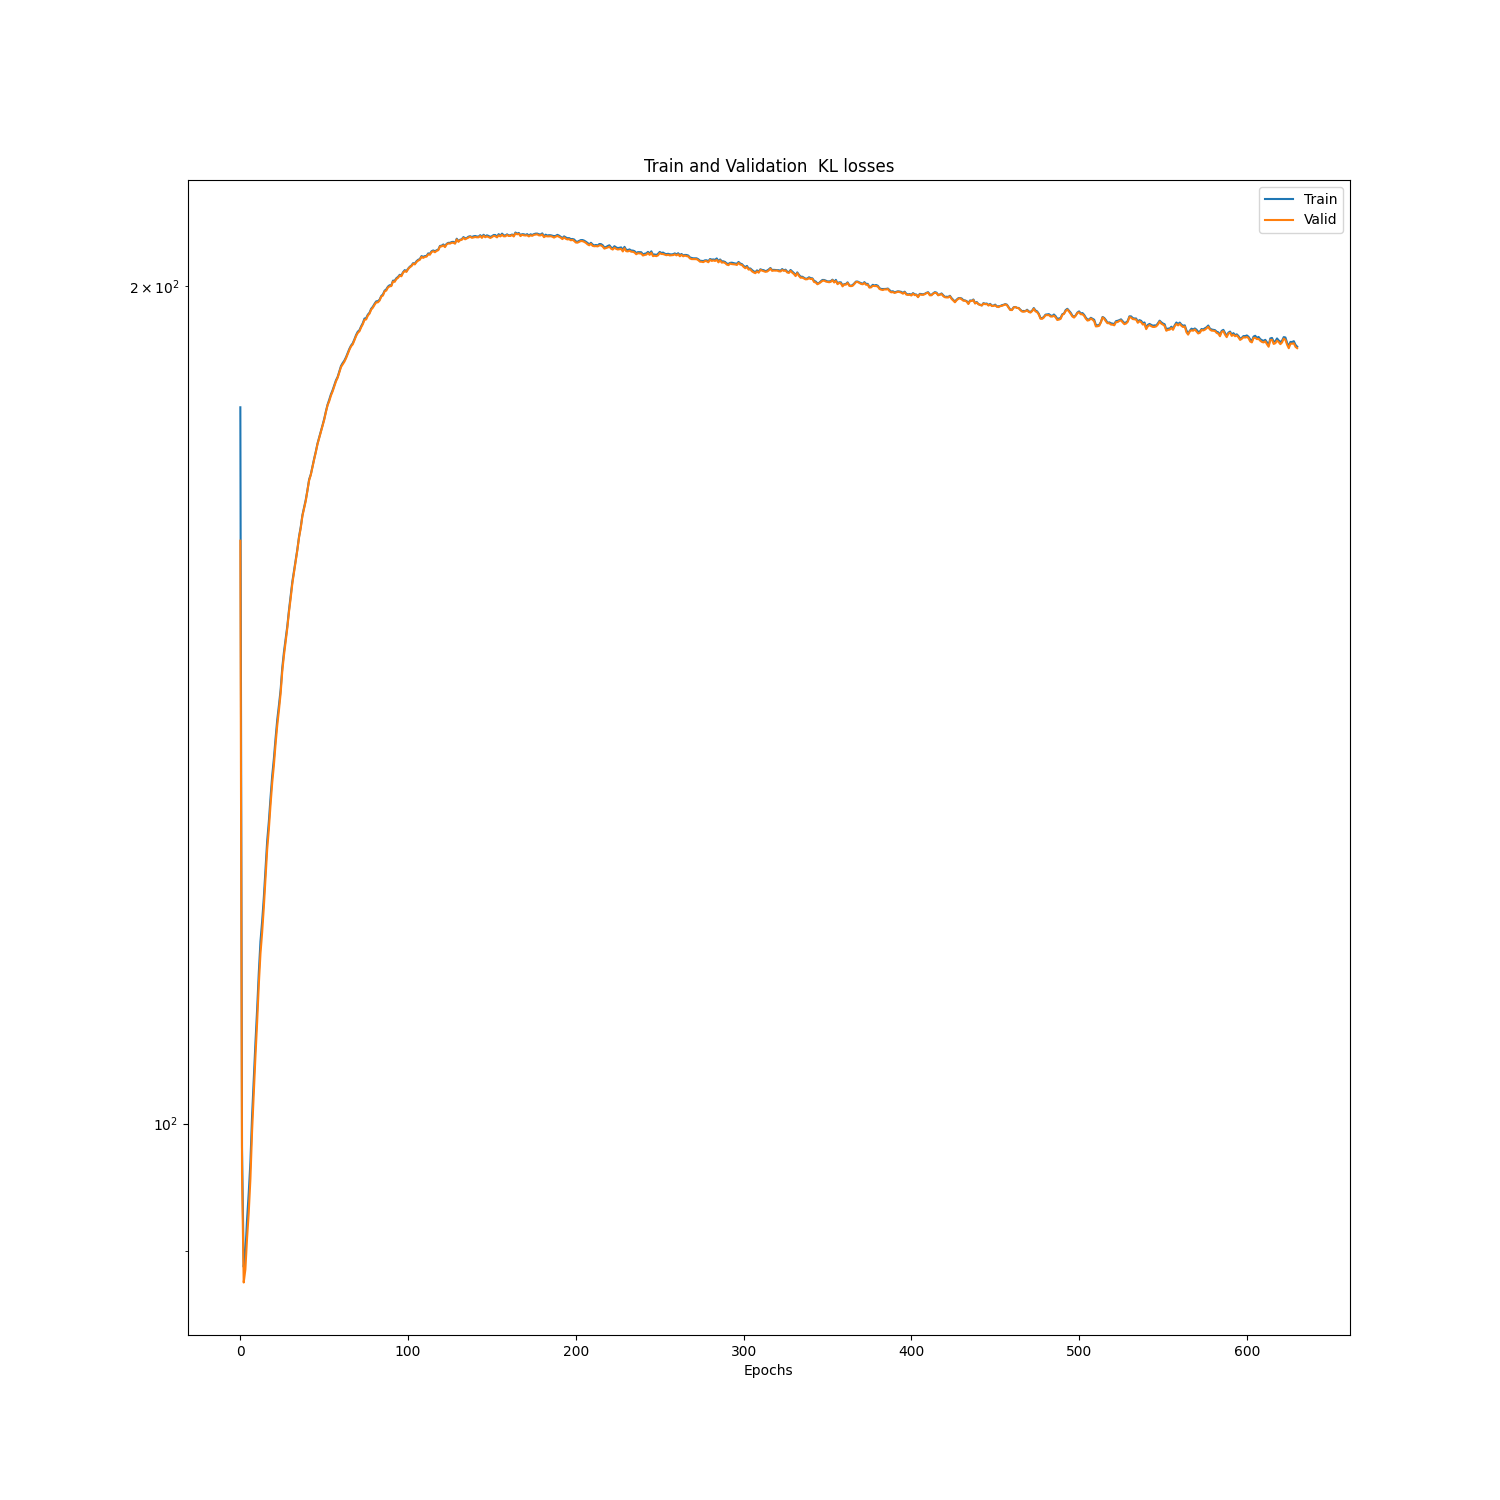 Train and Validation  KL losses
Train
Valid
2 × 10²
10²
0 100 200 300 400 500 600
Epochs